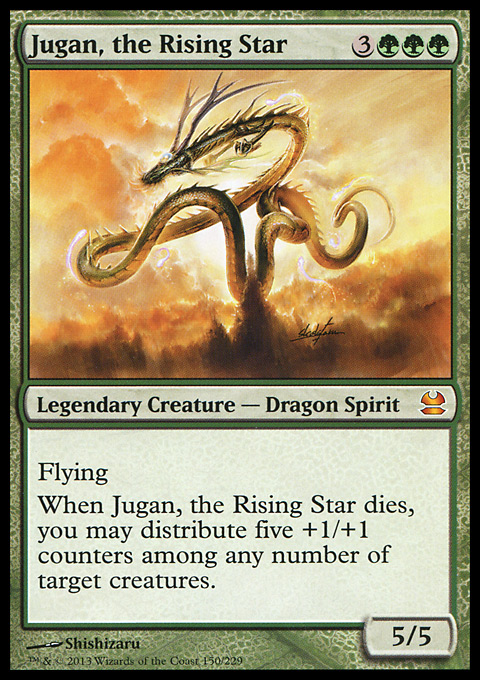 Jugan, the Rising Star 3
Legendary Creature — Dragon Spirit
Flying
When Jugan, the Rising Star dies,
you may distribute five +1/+1
counters among any number of
target creatures.
5/5
Shishizaru
™ & © 2013 Wizards of the Coast 150/229